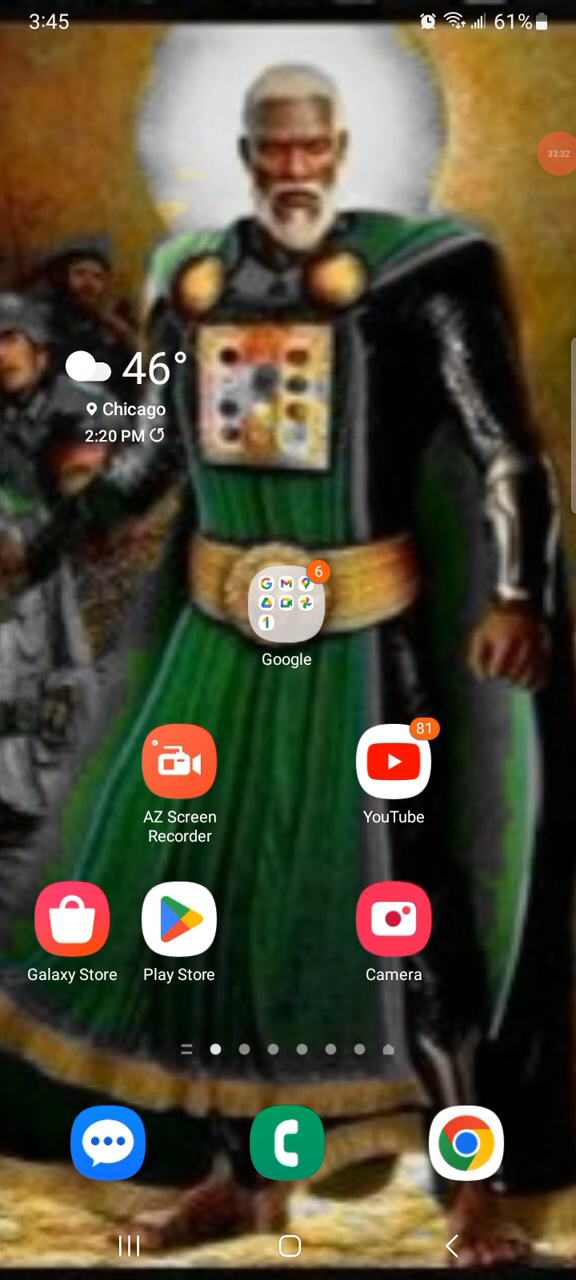 3:45
61%
33:32
46°
Chicago
2:20 PM
6
Google
81
AZ Screen
Recorder
YouTube
Galaxy Store
Play Store
Camera